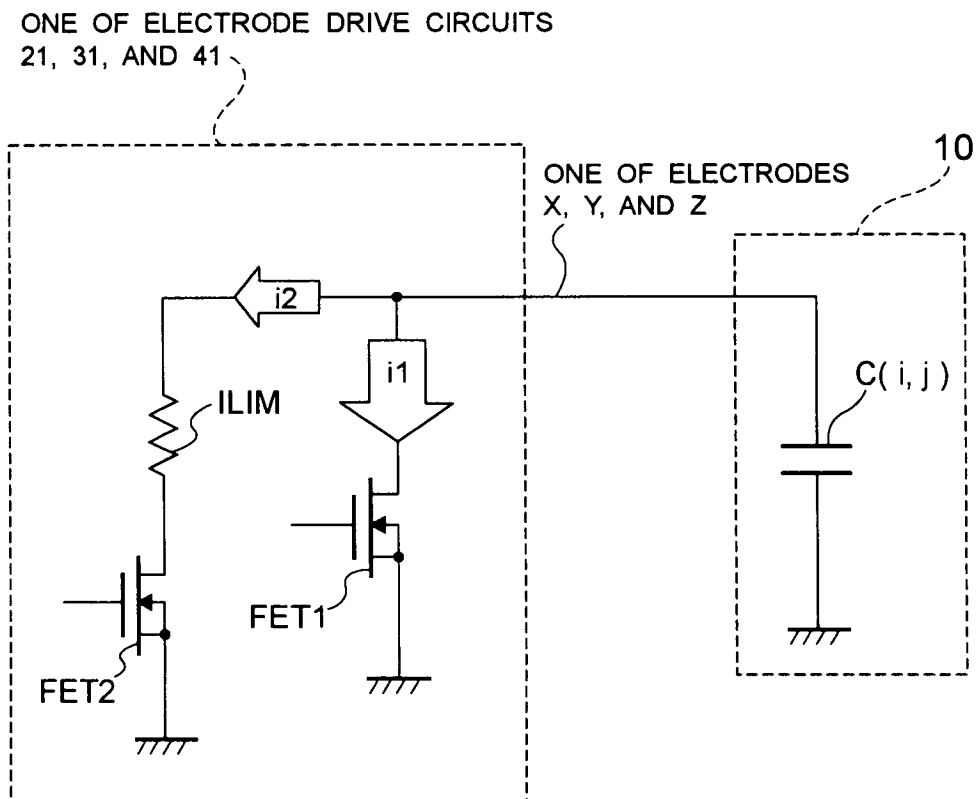 ONE OF ELECTRODE DRIVE CIRCUITS
21, 31, AND 41
10
ONE OF ELECTRODES
X, Y, AND Z
i2
i1
C( i, j )
ILIM
FET1
FET2